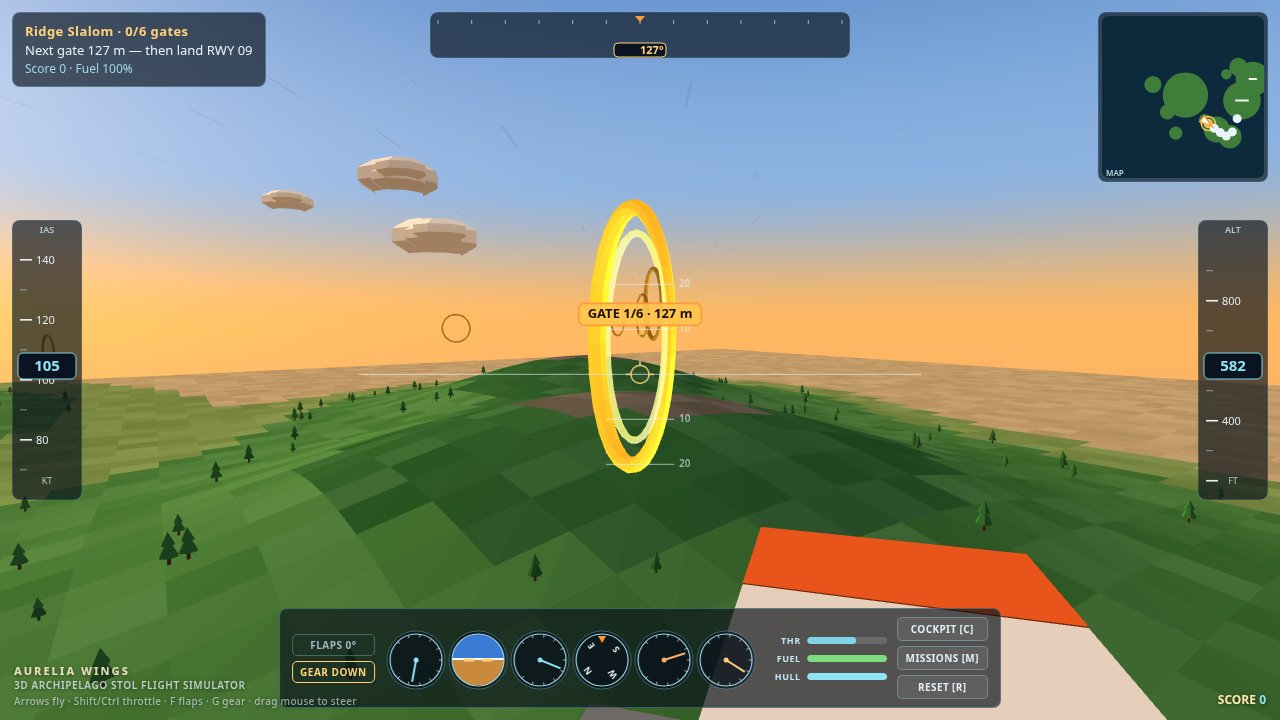 Ridge Slalom · 0/6 gates
Next gate 127 m — then land RWY 09
Score 0 · Fuel 100%
127°
MAP
IAS
140
120
105
100
80
KT
ALT
800
582
400
FT
20
GATE 1/6 · 127 m
10
10
20
FLAPS 0°
GEAR DOWN
E
S
N
W
THR
FUEL
HULL
COCKPIT [C]
MISSIONS [M]
RESET [R]
AURELIA WINGS
3D ARCHIPELAGO STOL FLIGHT SIMULATOR
Arrows fly · Shift/Ctrl throttle · F flaps · G gear · drag mouse to steer
SCORE 0